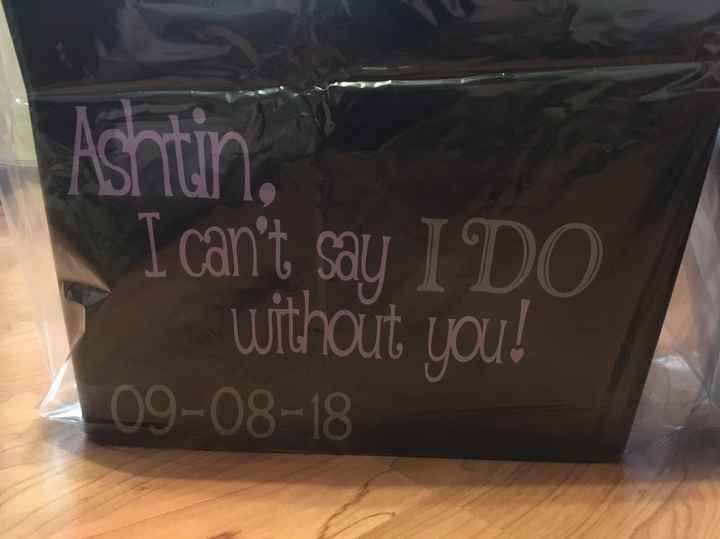 Ashtin,
I can't say I DO
without you!
09-08-18